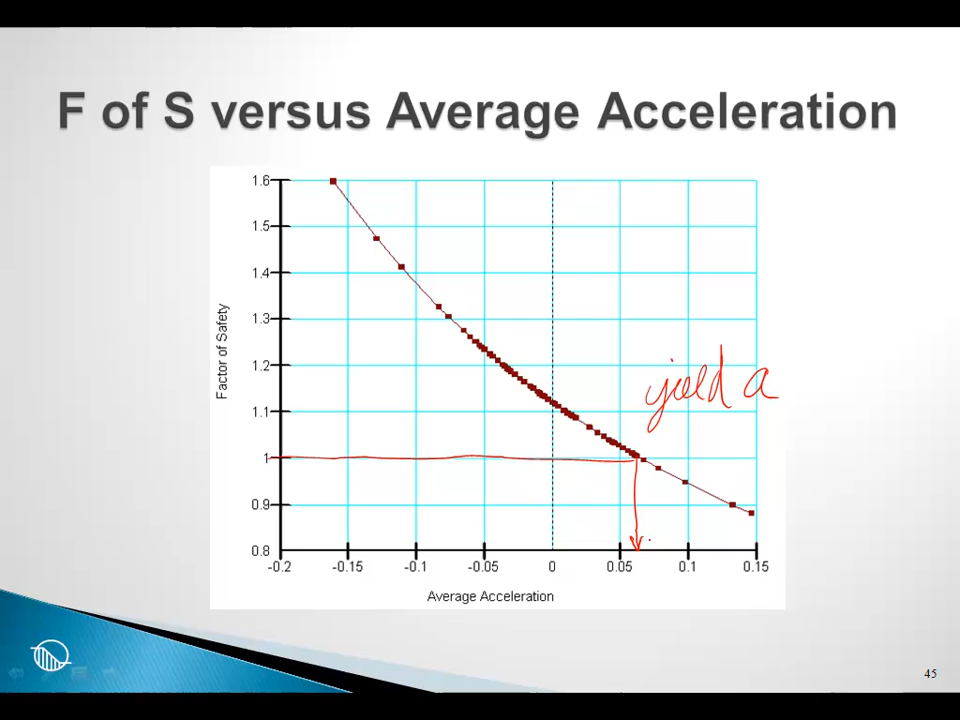 F of S versus Average Acceleration
1.6
1.5
1.4
1.3
1.2
1.1
1
0.9
0.8
Factor of Safety
yield a
-0.2 -0.15 -0.1 -0.05 0 0.05 0.1 0.15
Average Acceleration
45